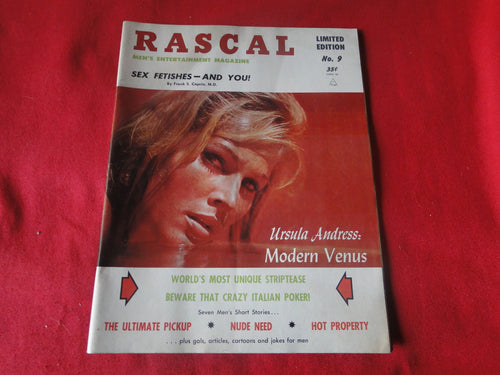 RASCAL
MEN'S ENTERTAINMENT MAGAZINE
LIMITED
EDITION
No. 9
35¢
SEX FETISHES—AND YOU!
By Frank S. Caprio, M.D.
Ursula Andress:
Modern Venus
WORLD'S MOST UNIQUE STRIPTEASE
BEWARE THAT CRAZY ITALIAN POKER!
Seven Men's Short Stories...
THE ULTIMATE PICKUP * NUDE NEED * HOT PROPERTY
... plus gals, articles, cartoons and jokes for men